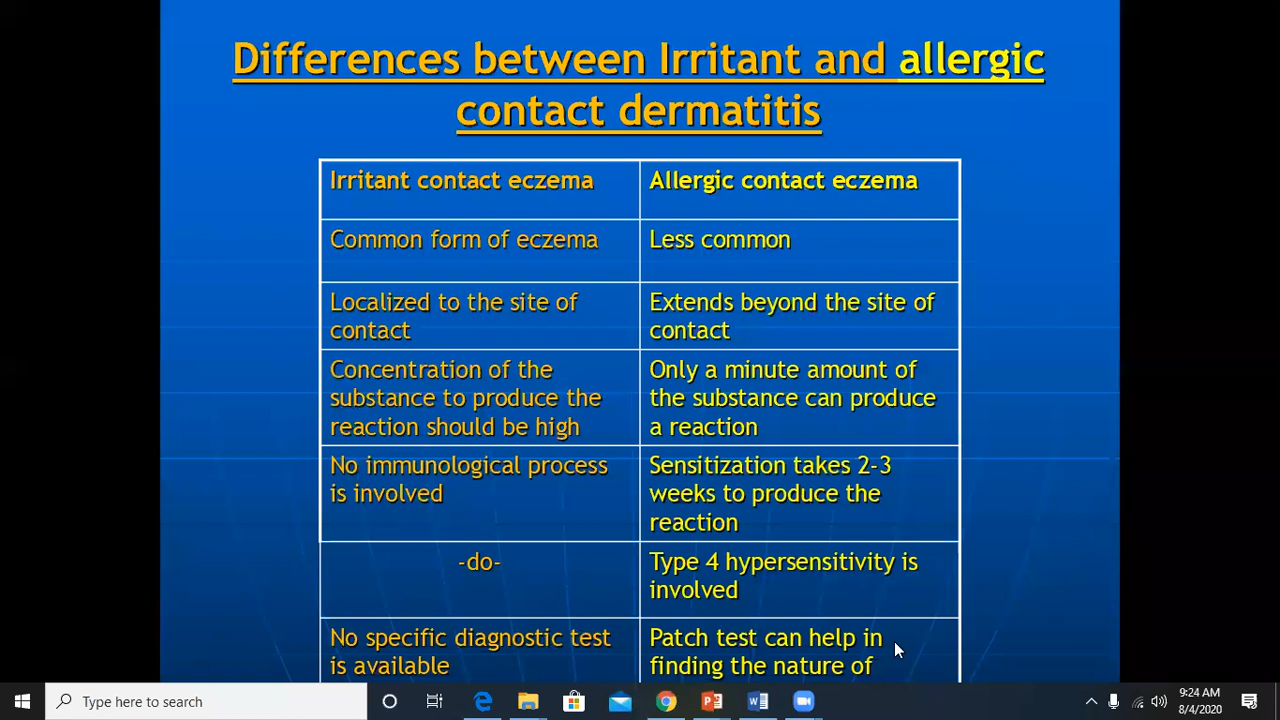 Differences between Irritant and allergic
contact dermatitis
Irritant contact eczema
Allergic contact eczema
Common form of eczema
Less common
Localized to the site of
contact
Extends beyond the site of
contact
Concentration of the
substance to produce the
reaction should be high
Only a minute amount of
the substance can produce
a reaction
No immunological process
is involved
Sensitization takes 2-3
weeks to produce the
reaction
-do-
Type 4 hypersensitivity is
involved
No specific diagnostic test
is available
Patch test can help in
finding the nature of
Type here to search
9:24 AM
8/4/2020